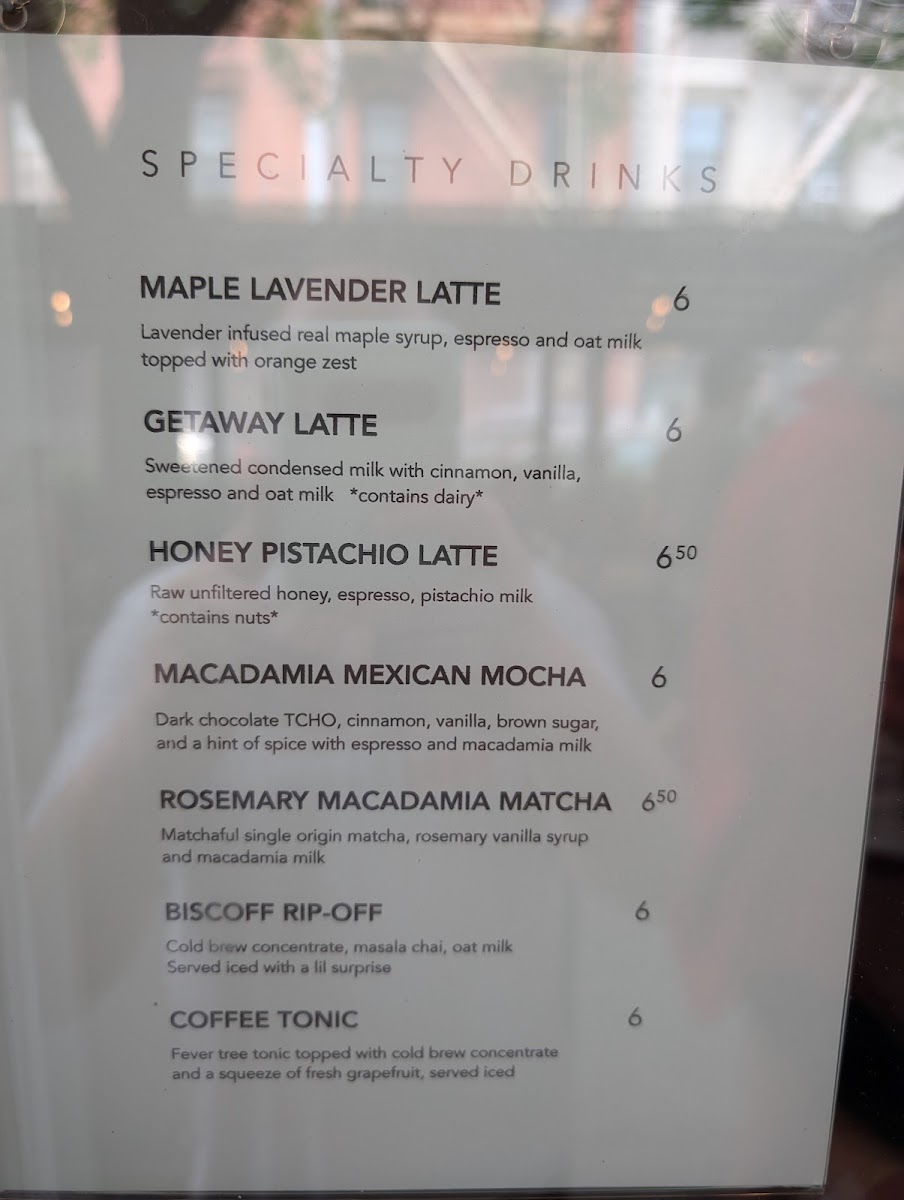 SPECIALTY DRINKS
MAPLE LAVENDER LATTE 6
Lavender infused real maple syrup, espresso and oat milk
topped with orange zest
GETAWAY LATTE 6
Sweetened condensed milk with cinnamon, vanilla,
espresso and oat milk *contains dairy*
HONEY PISTACHIO LATTE 6⁵⁰
Raw unfiltered honey, espresso, pistachio milk
*contains nuts*
MACADAMIA MEXICAN MOCHA 6
Dark chocolate TCHO, cinnamon, vanilla, brown sugar,
and a hint of spice with espresso and macadamia milk
ROSEMARY MACADAMIA MATCHA 6⁵⁰
Matchaful single origin matcha, rosemary vanilla syrup
and macadamia milk
BISCOFF RIP-OFF 6
Cold brew concentrate, masala chai, oat milk
Served iced with a lil surprise
COFFEE TONIC 6
Fever tree tonic topped with cold brew concentrate
and a squeeze of fresh grapefruit, served iced